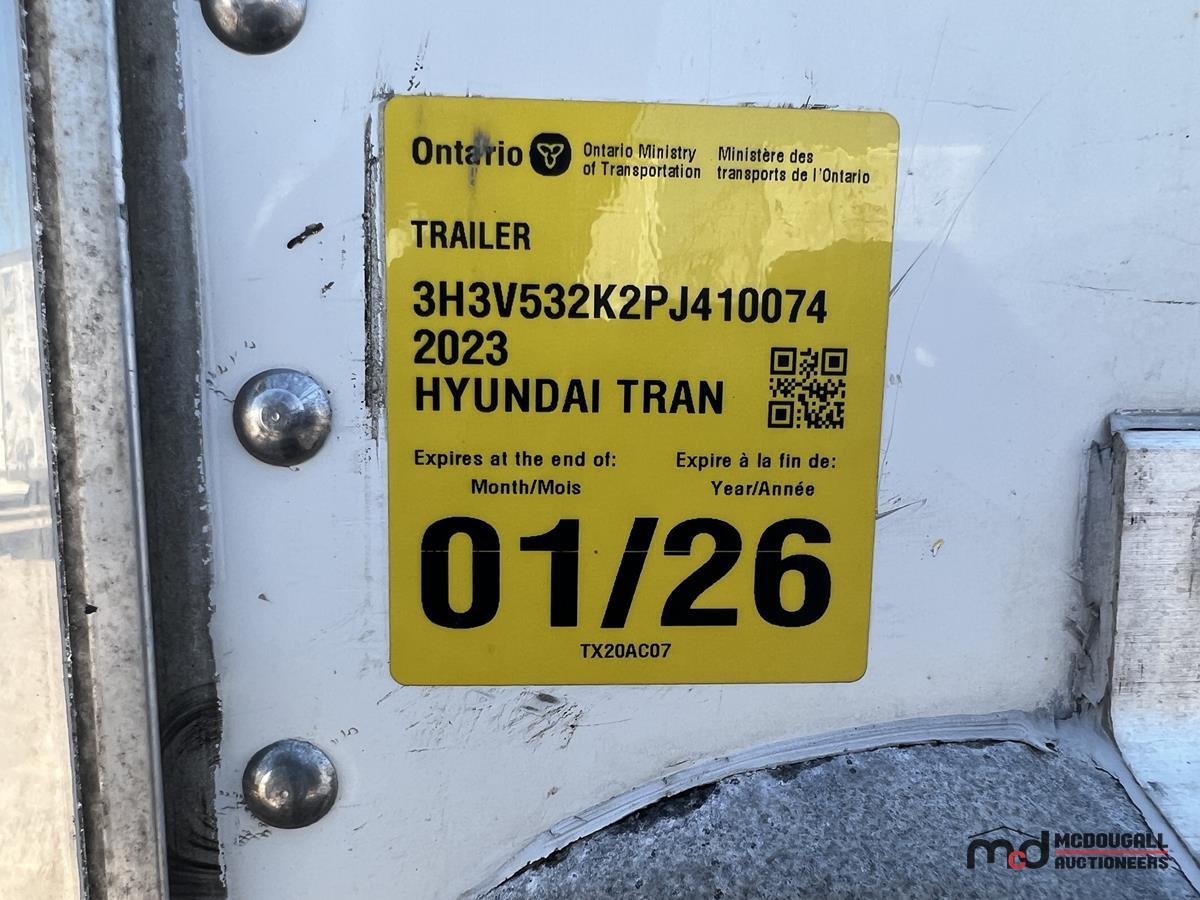 Ontario Ontario Ministry of Transportation Ministère des transports de l'Ontario
TRAILER
3H3V532K2PJ410074
2023
HYUNDAI TRAN
Expires at the end of: Expire à la fin de:
Month/Mois Year/Année
01/26
TX20AC07
mcd MCDOUGALL
AUCTIONEERS